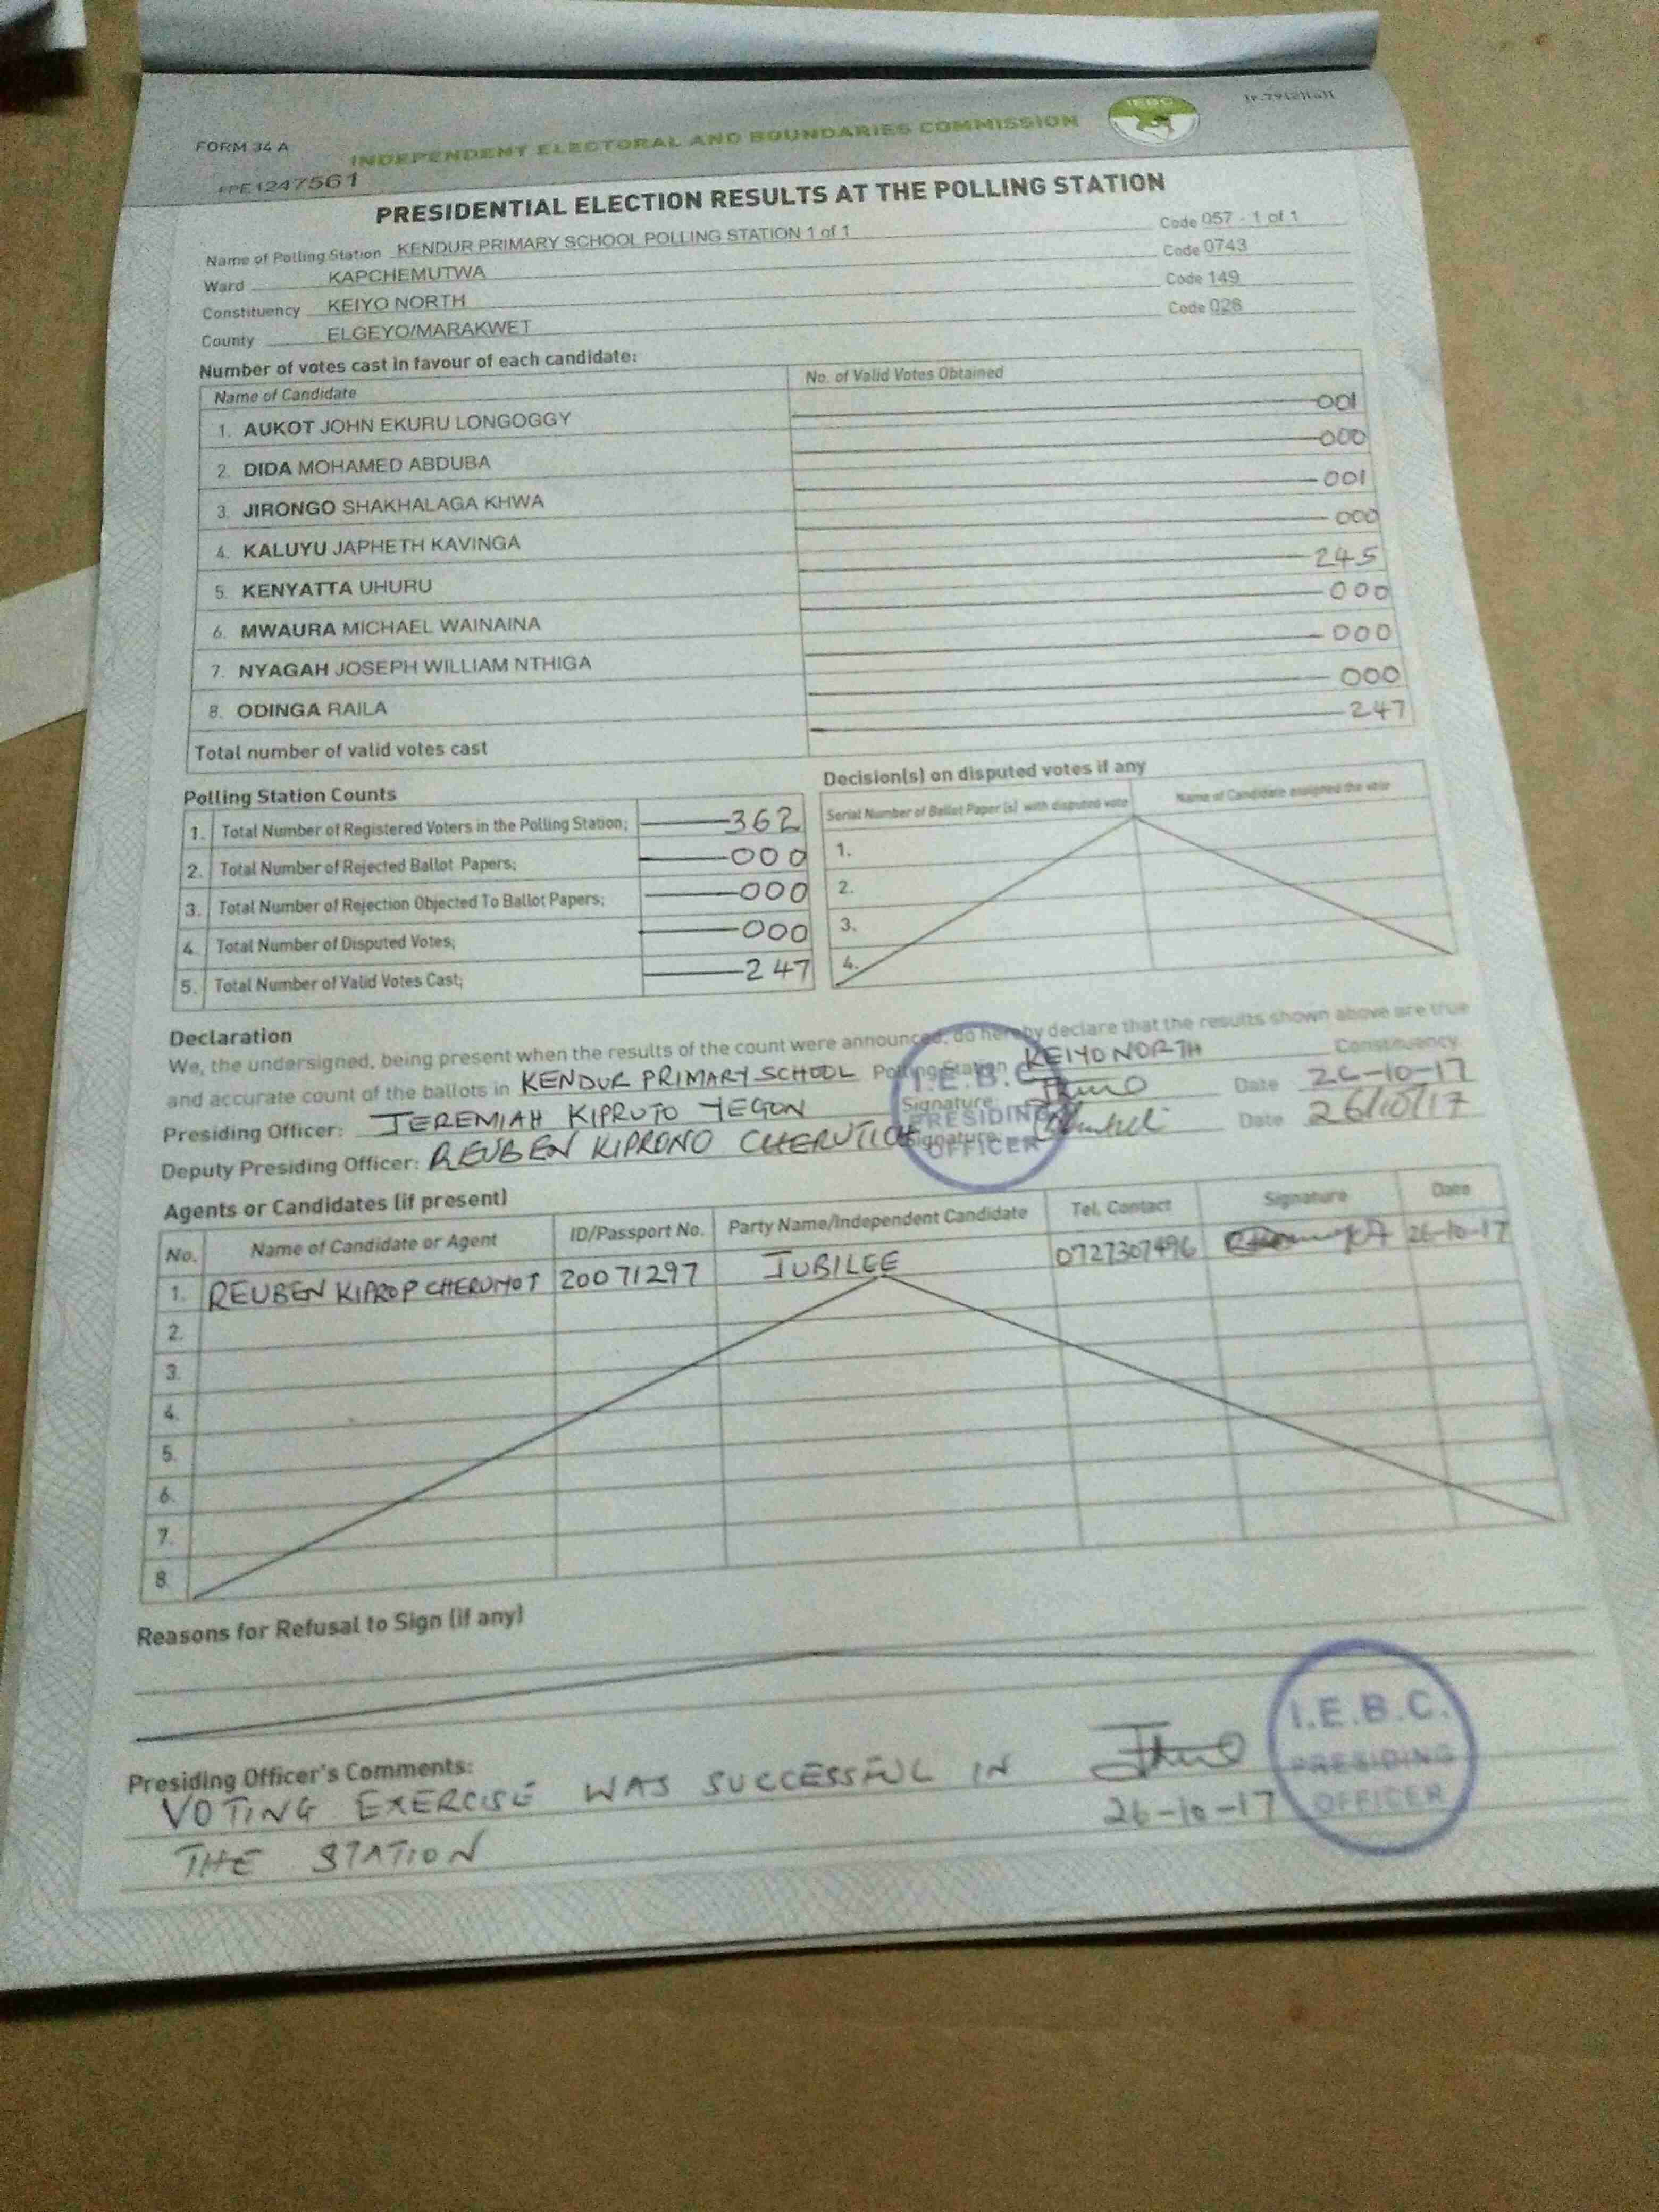 FORM 34 A
INDEPENDENT ELECTORAL AND BOUNDARIES COMMISSION
IEBC
1247561
PRESIDENTIAL ELECTION RESULTS AT THE POLLING STATION
Name of Polling Station KENDUR PRIMARY SCHOOL POLLING STATION 1 of 1 Code 057 - 1 of 1
Ward KAPCHEMUTWA Code 0743
Constituency KEIYO NORTH Code 149
County ELGEYO/MARAKWET Code 028
Number of votes cast in favour of each candidate:
Name of Candidate No. of Valid Votes Obtained
1. AUKOT JOHN EKURU LONGOGGY 001
2. DIDA MOHAMED ABDUBA 000
3. JIRONGO SHAKHALAGA KHWA 001
4. KALUYU JAPHETH KAVINGA 000
5. KENYATTA UHURU 245
6. MWAURA MICHAEL WAINAINA 000
7. NYAGAH JOSEPH WILLIAM NTHIGA 000
8. ODINGA RAILA 000
Total number of valid votes cast 247
Polling Station Counts
1. Total Number of Registered Voters in the Polling Station; 362
2. Total Number of Rejected Ballot Papers; 000
3. Total Number of Rejection Objected To Ballot Papers; 000
4. Total Number of Disputed Votes; 000
5. Total Number of Valid Votes Cast; 247
Decision(s) on disputed votes if any
Serial Number of Ballot Paper (s) with disputed vote Name of Candidate assigned the vote
1.
2.
3.
4.
Declaration
We, the undersigned, being present when the results of the count were announced, do hereby declare that the results shown above are true
and accurate count of the ballots in KENDUR PRIMARY SCHOOL Polling Station KEIYO NORTH Constituency.
Presiding Officer: JEREMIAH KIPRUTO YEGON Signature: Date 26-10-17
Deputy Presiding Officer: REUBEN KIPRONO CHERUTICH Signature: Date 26/10/17
I.E.B.C.
PRESIDING
OFFICER
Agents or Candidates (if present)
No. Name of Candidate or Agent ID/Passport No. Party Name/Independent Candidate Tel. Contact Signature Date
1. REUBEN KIPROP 20071297 JUBILEE 0727307496 26-10-17
2.
3.
4.
5.
6.
7.
8.
Reasons for Refusal to Sign (if any)
Presiding Officer's Comments:
VOTING EXERCISE WAS SUCCESSFUL IN
THE STATION
26-10-17
I.E.B.C.
PRESIDING
OFFICER